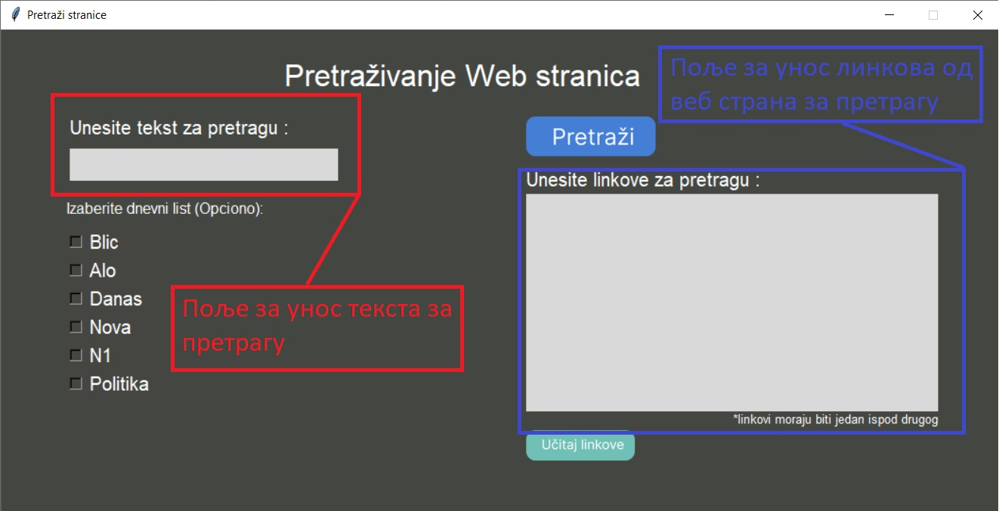 Pretraži stranice
Pretraživanje Web stranica
Поље за унос линкова од
веб страна за претрагу
Unesite tekst za pretragu :
Pretraži
Unesite linkove za pretragu :
Izaberite dnevni list (Opciono):
Blic
Alo
Danas
Nova
N1
Politika
Поље за унос текста за
претрагу
*linkovi moraju biti jedan ispod drugog
Učitaj linkove